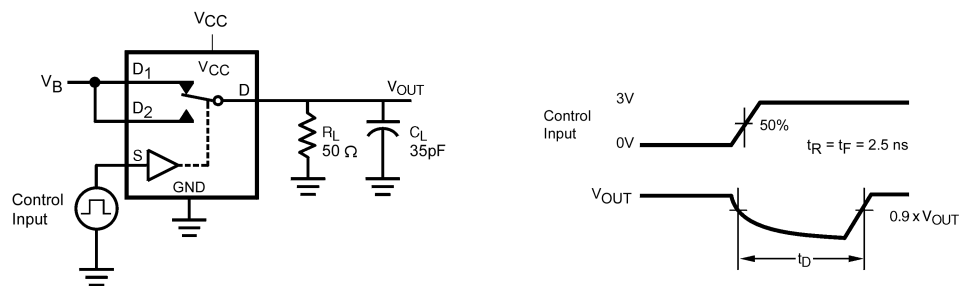 VCC
VCC
VB
D1
D
VOUT
D2
RL
50 Ω
CL
35pF
S
GND
Control
Input
Control
Input
3V
0V
50%
tR = tF = 2.5 ns
VOUT
0.9 x VOUT
tD